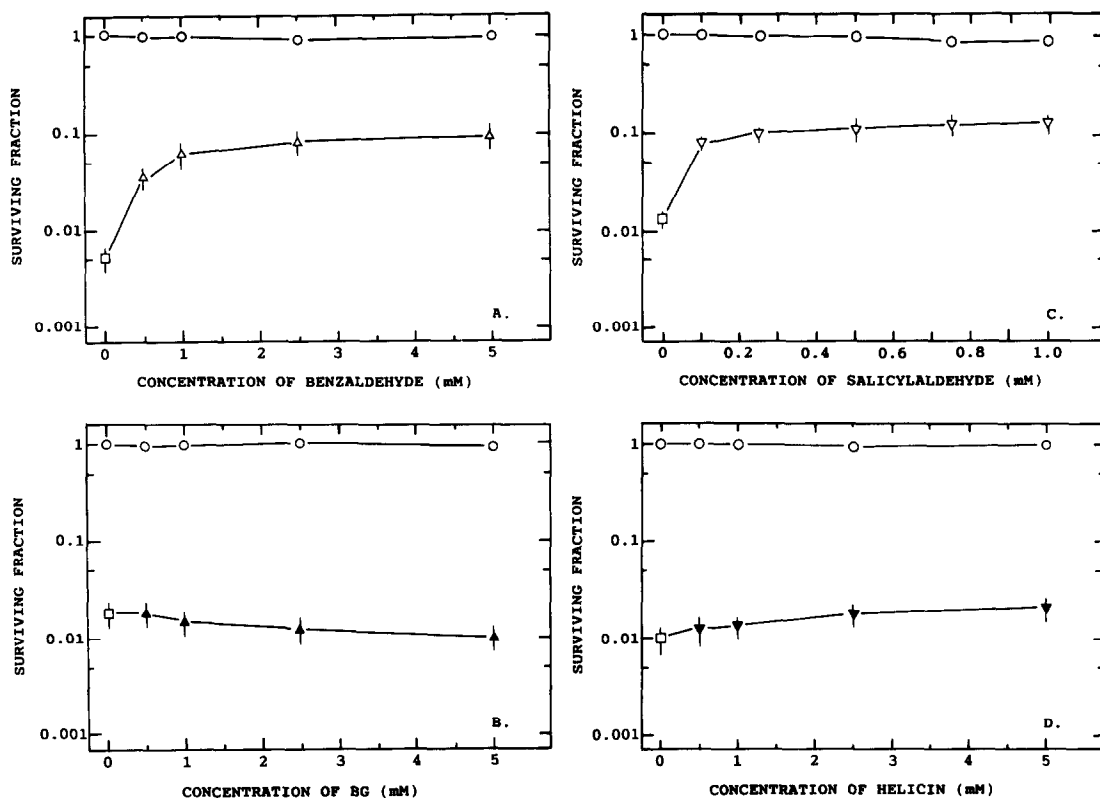 SURVIVING FRACTION
1
0.1
0.01
0.001
0 1 2 3 4 5
CONCENTRATION OF BENZALDEHYDE (mM)
A.
SURVIVING FRACTION
1
0.1
0.01
0.001
0 0.2 0.4 0.6 0.8 1.0
CONCENTRATION OF SALICYLALDEHYDE (mM)
C.
SURVIVING FRACTION
1
0.1
0.01
0.001
0 1 2 3 4 5
CONCENTRATION OF BG (mM)
B.
SURVIVING FRACTION
1
0.1
0.01
0.001
0 1 2 3 4 5
CONCENTRATION OF HELICIN (mM)
D.